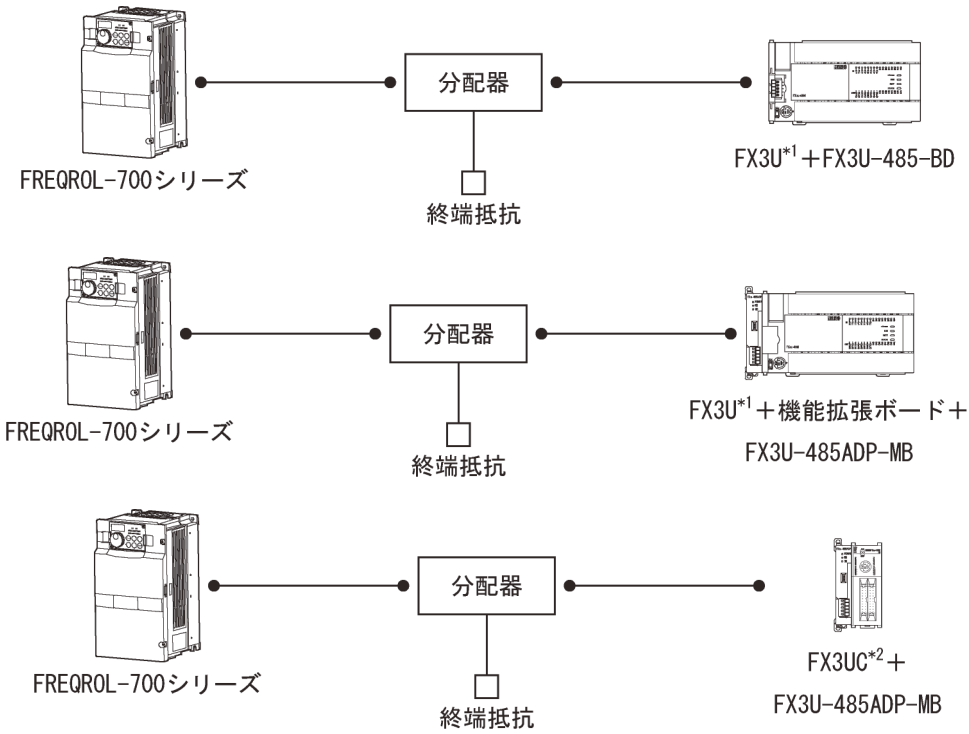 分配器
FREQROL-700シリーズ
終端抵抗
FX3U*1＋FX3U-485-BD
分配器
FREQROL-700シリーズ
終端抵抗
FX3U*1＋機能拡張ボード＋
FX3U-485ADP-MB
分配器
FREQROL-700シリーズ
終端抵抗
FX3UC*2＋
FX3U-485ADP-MB